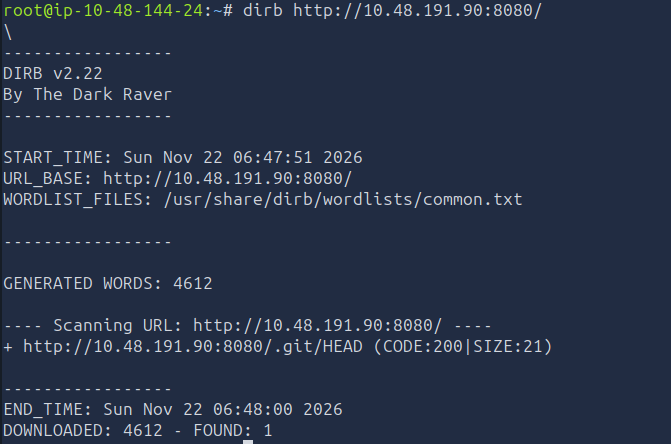 root@ip-10-48-144-24:~# dirb http://10.48.191.90:8080/
\
-----------------
DIRB v2.22
By The Dark Raver
-----------------
START_TIME: Sun Nov 22 06:47:51 2026
URL_BASE: http://10.48.191.90:8080/
WORDLIST_FILES: /usr/share/dirb/wordlists/common.txt
-----------------
GENERATED WORDS: 4612
---- Scanning URL: http://10.48.191.90:8080/ ----
+ http://10.48.191.90:8080/.git/HEAD (CODE:200|SIZE:21)
-----------------
END_TIME: Sun Nov 22 06:48:00 2026
DOWNLOADED: 4612 - FOUND: 1